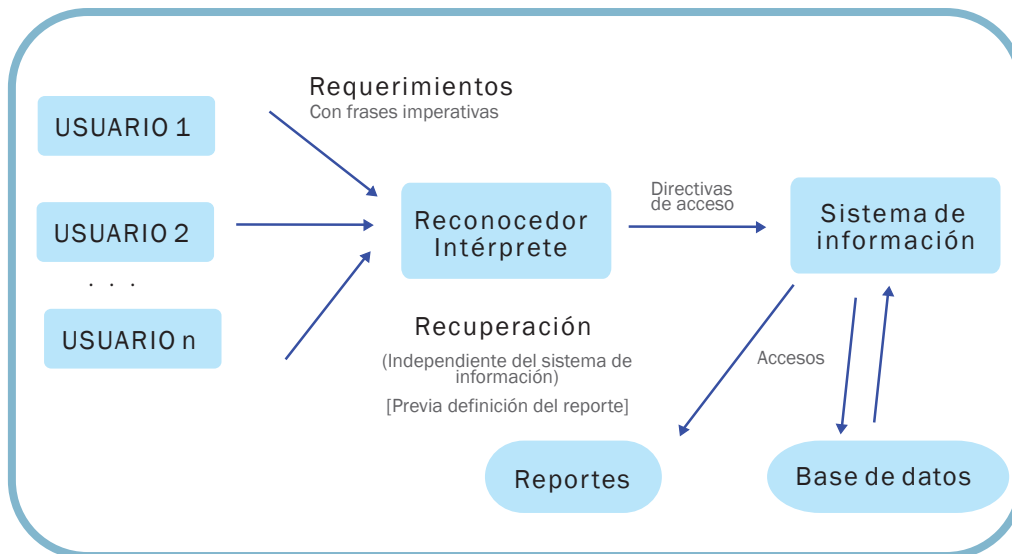 Requerimientos
Con frases imperativas
USUARIO 1
USUARIO 2
. . .
USUARIO n
Reconocedor
Intérprete
Directivas
de acceso
Sistema de
información
Recuperación
(Independiente del sistema de
información)
[Previa definición del reporte]
Accesos
Reportes
Base de datos